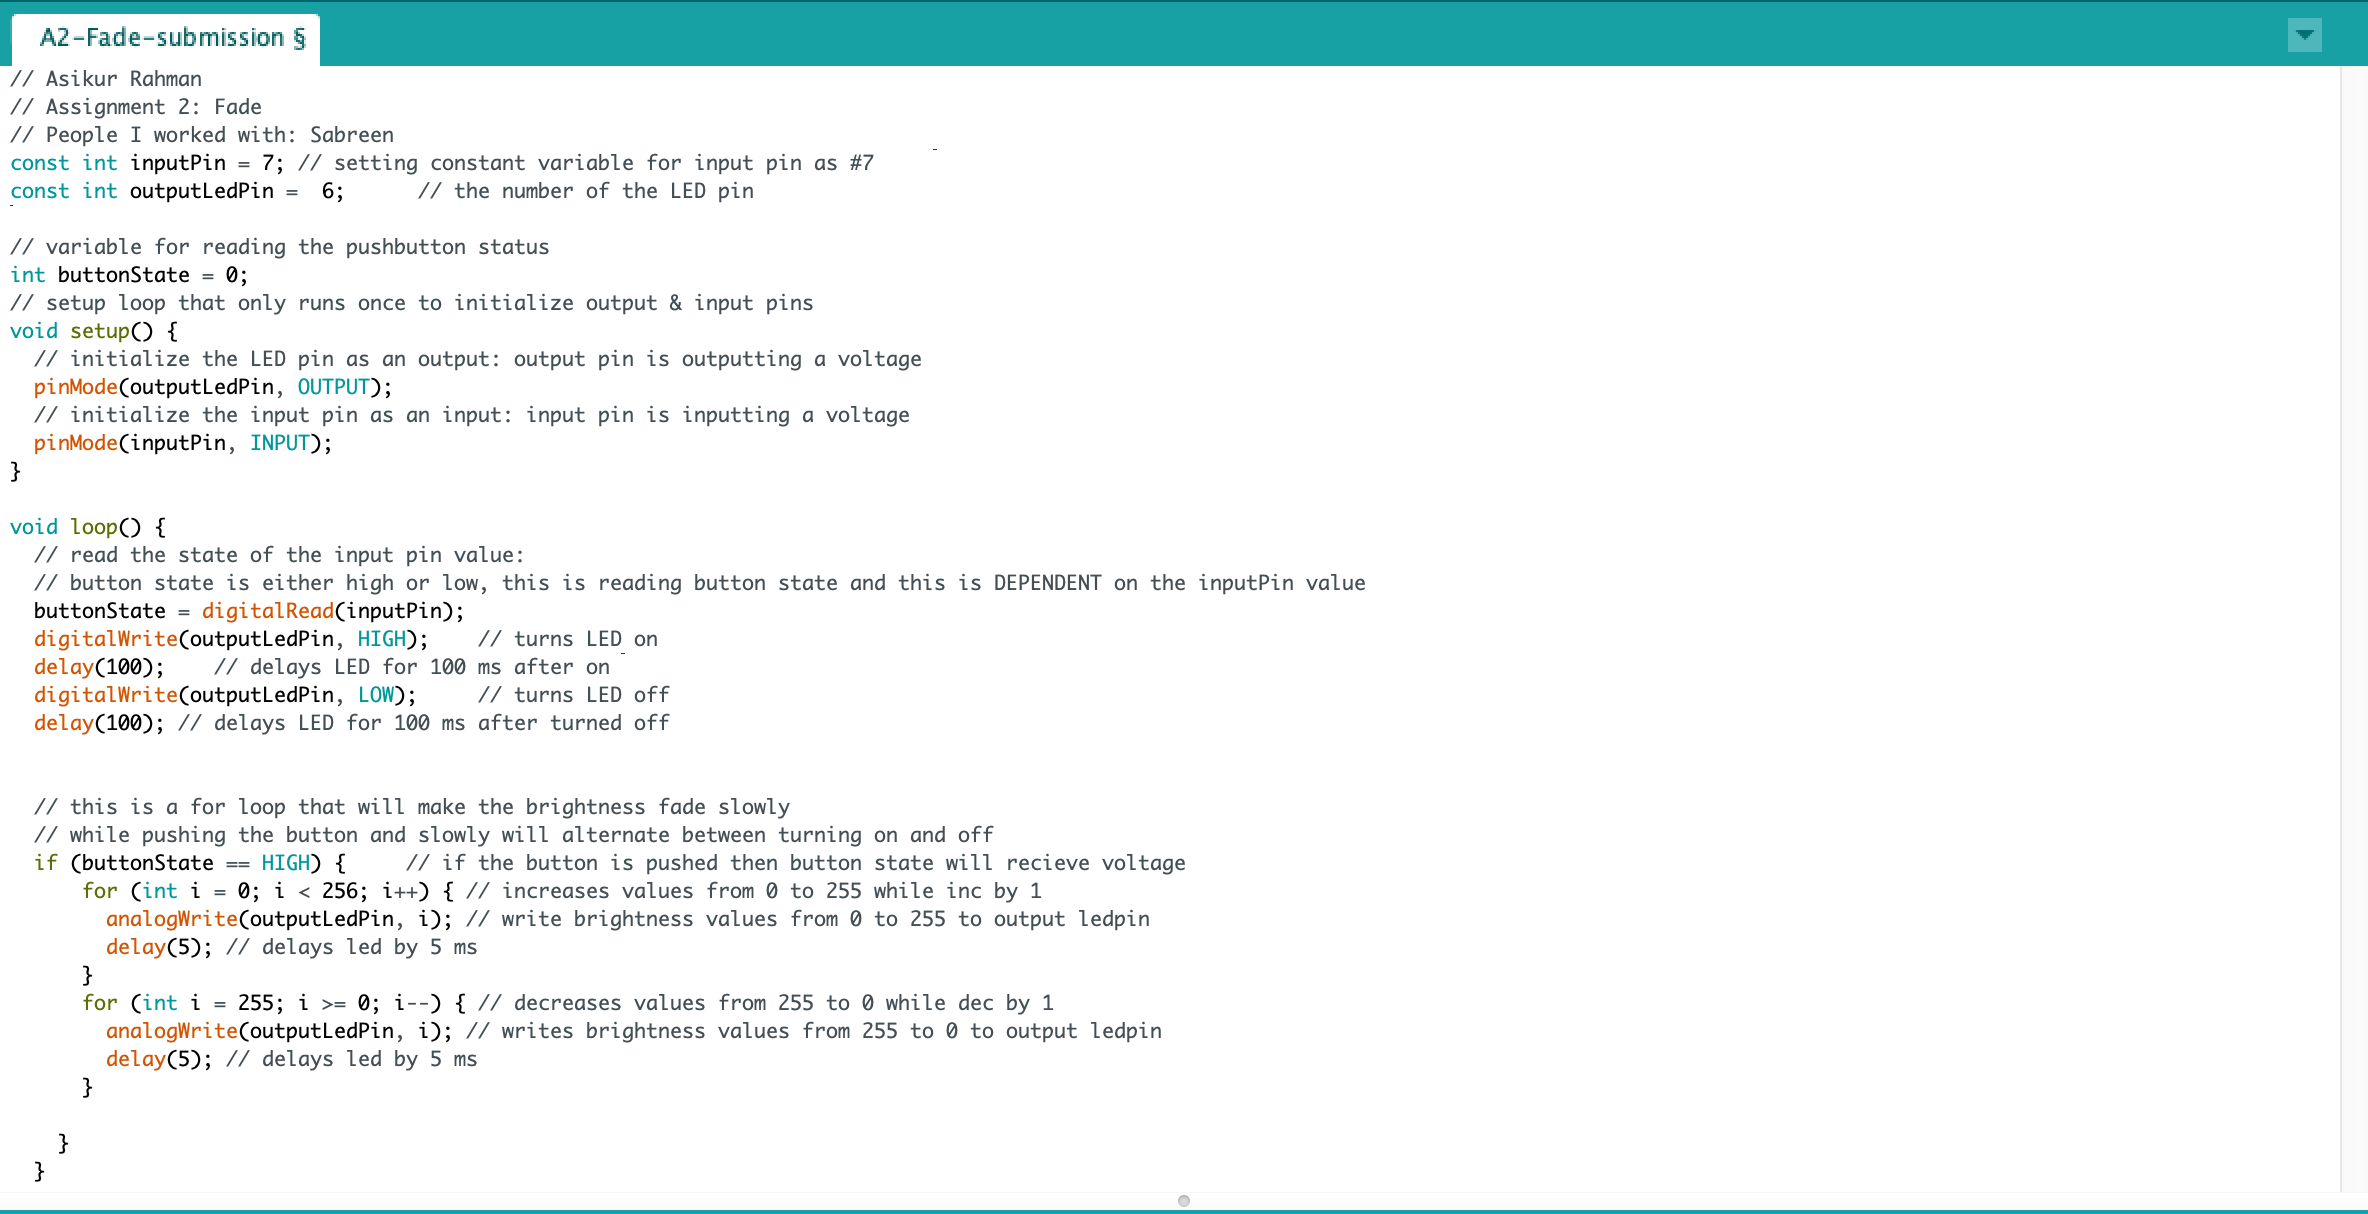 A2-Fade-submission §
// Asikur Rahman
// Assignment 2: Fade
// People I worked with: Sabreen
const int inputPin = 7; // setting constant variable for input pin as #7
const int outputLedPin =  6;      // the number of the LED pin
// variable for reading the pushbutton status
int buttonState = 0;
// setup loop that only runs once to initialize output & input pins
void setup() {
  // initialize the LED pin as an output: output pin is outputting a voltage
  pinMode(outputLedPin, OUTPUT);
  // initialize the input pin as an input: input pin is inputting a voltage
  pinMode(inputPin, INPUT);
}
void loop() {
  // read the state of the input pin value:
  // button state is either high or low, this is reading button state and this is DEPENDENT on the inputPin value
  buttonState = digitalRead(inputPin);
  digitalWrite(outputLedPin, HIGH);    // turns LED on
  delay(100);    // delays LED for 100 ms after on
  digitalWrite(outputLedPin, LOW);     // turns LED off
  delay(100); // delays LED for 100 ms after turned off
  // this is a for loop that will make the brightness fade slowly
  // while pushing the button and slowly will alternate between turning on and off
  if (buttonState == HIGH) {     // if the button is pushed then button state will recieve voltage
      for (int i = 0; i < 256; i++) { // increases values from 0 to 255 while inc by 1
        analogWrite(outputLedPin, i); // write brightness values from 0 to 255 to output ledpin
        delay(5); // delays led by 5 ms
      }
      for (int i = 255; i >= 0; i--) { // decreases values from 255 to 0 while dec by 1
        analogWrite(outputLedPin, i); // writes brightness values from 255 to 0 to output ledpin
        delay(5); // delays led by 5 ms
      }
    }
  }